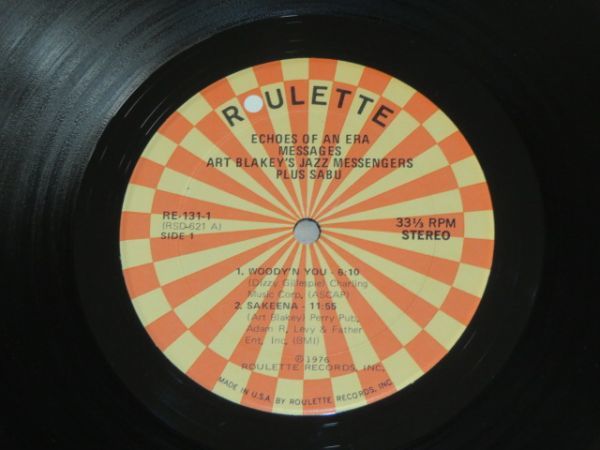 ROULETTE
ECHOES OF AN ERA
MESSAGES
ART BLAKEY'S JAZZ MESSENGERS
PLUS SABU
RE-131-1
(RSD-621 A)
SIDE 1
33⅓ RPM
STEREO
1. WOODY'N YOU - 6:10
(Dizzy Gillespie) Charling
Music Corp. (ASCAP)
2. SAKEENA - 11:55
(Art Blakey) Perry Pub.
Adam R. Levy & Father
Ent. Inc. (BMI)
©1976
ROULETTE RECORDS, INC.
MADE IN U.S.A. BY ROULETTE RECORDS, INC.